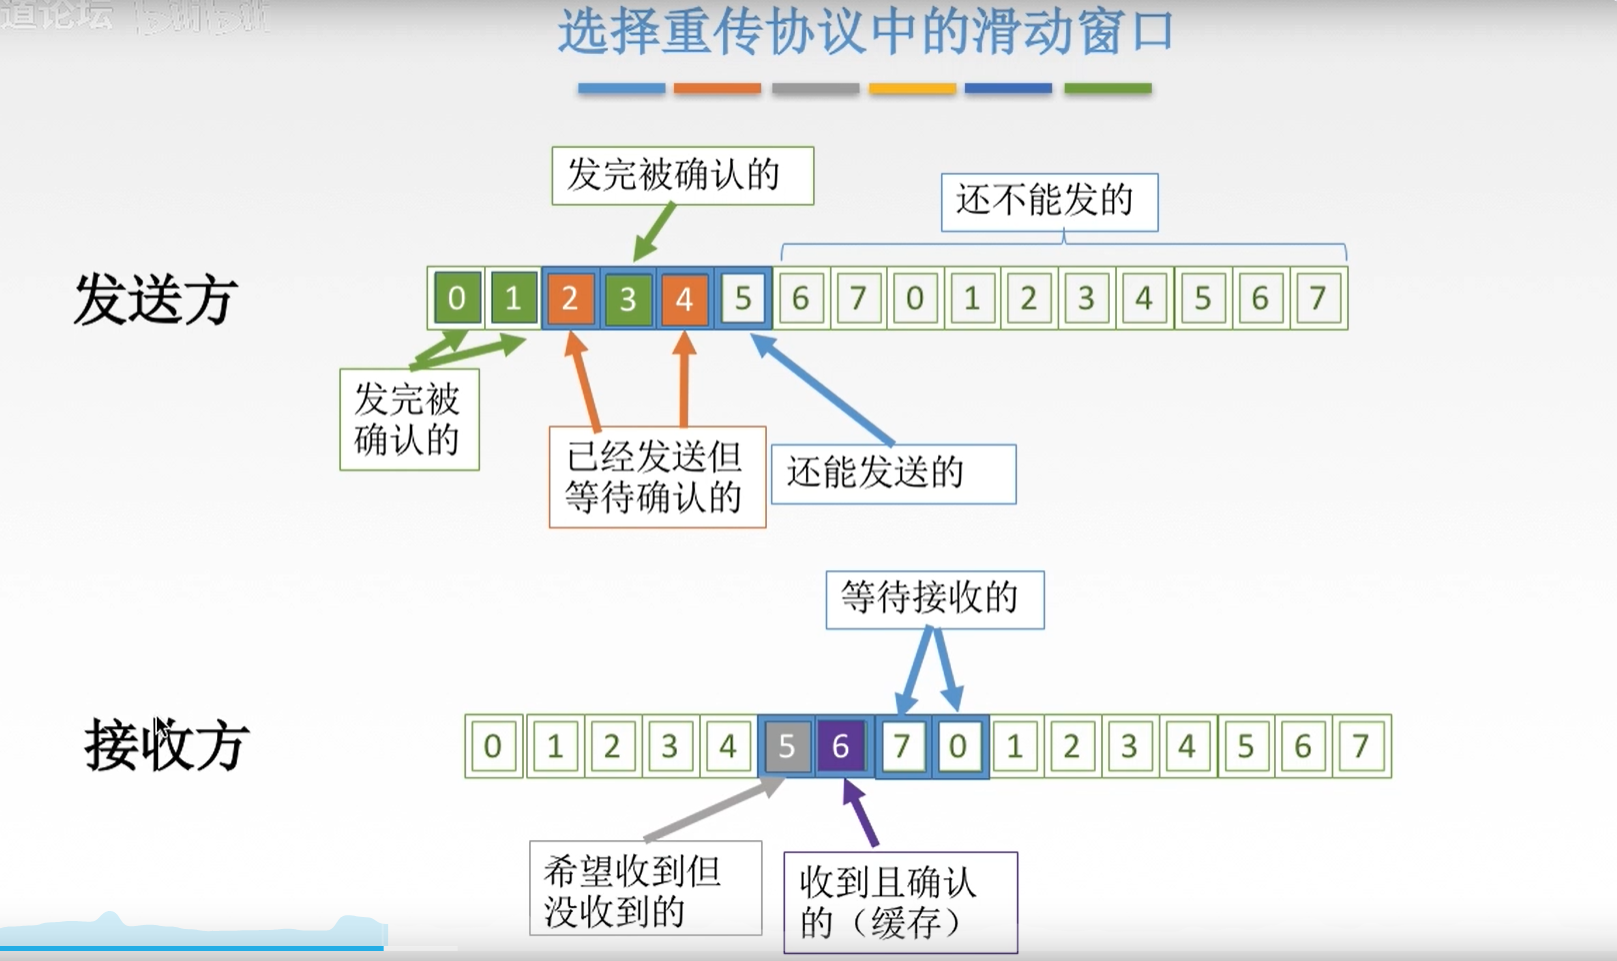 道论坛 bilibili
选择重传协议中的滑动窗口
发完被确认的
还不能发的
发送方
0 1 2 3 4 5 6 7 0 1 2 3 4 5 6 7
发完被
确认的
已经发送但
等待确认的
还能发送的
等待接收的
接收方
0 1 2 3 4 5 6 7 0 1 2 3 4 5 6 7
希望收到但
没收到的
收到且确认
的（缓存）